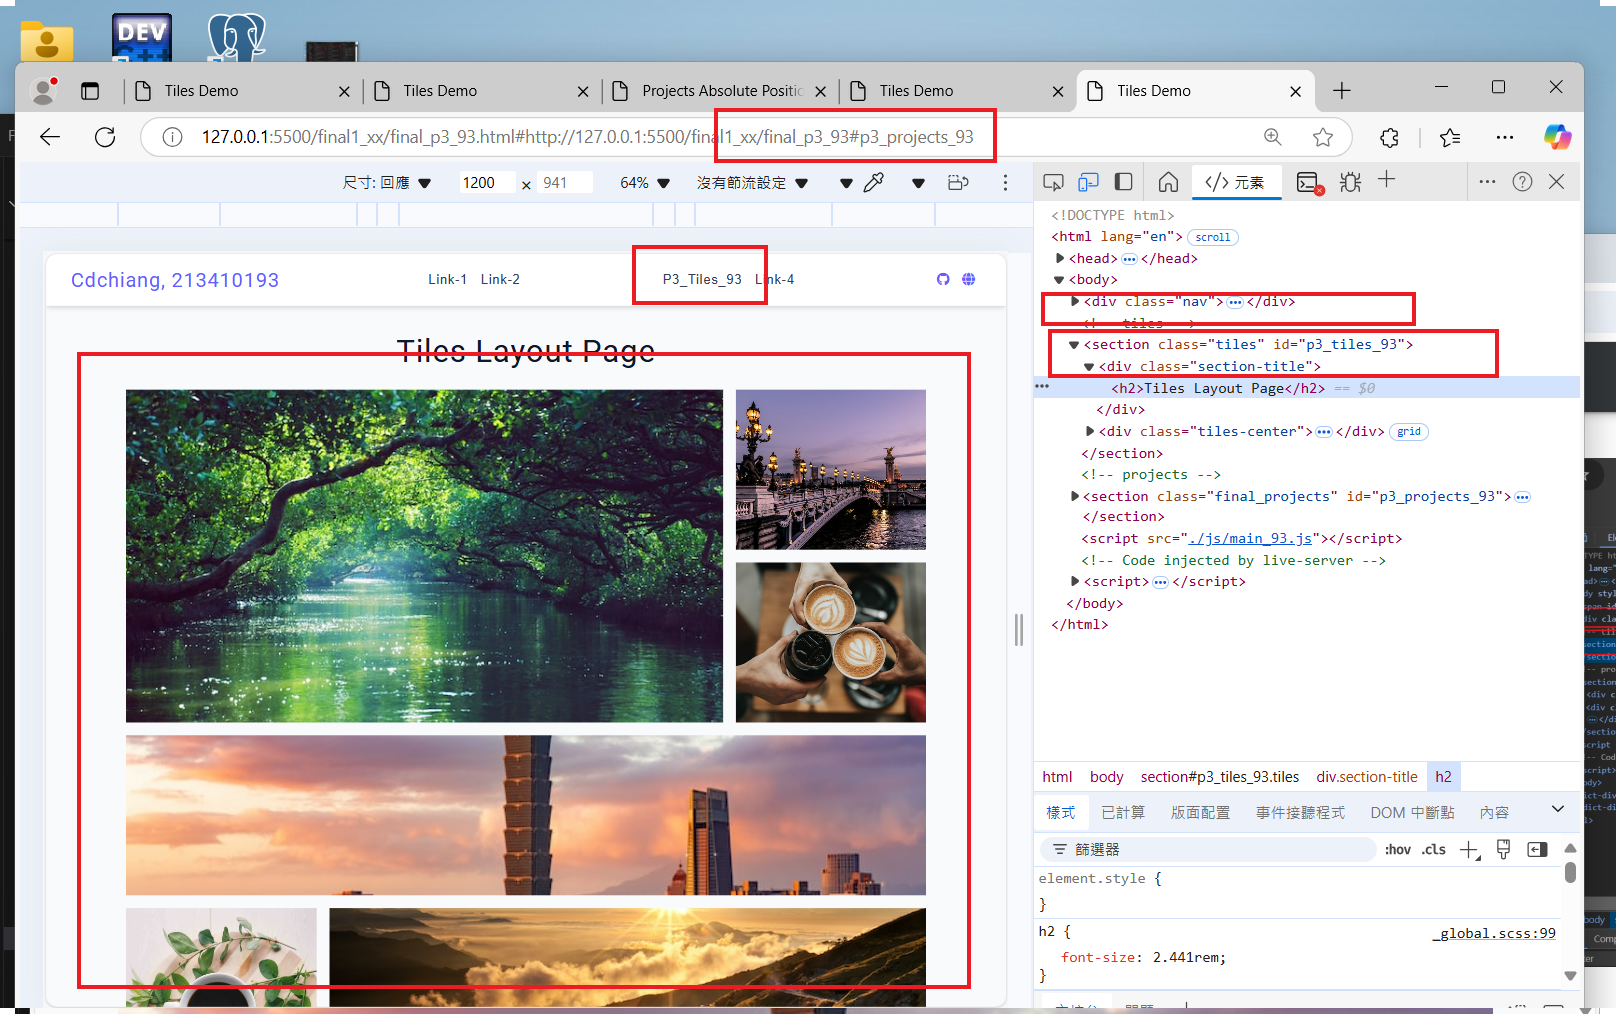 DEV
Tiles Demo
Tiles Demo
Projects Absolute Positio
Tiles Demo
Tiles Demo
127.0.0.1:5500/final1_xx/final_p3_93.html#http://127.0.0.1:5500/final1_xx/final_p3_93#p3_projects_93
尺寸: 回應
1200
×
941
64%
沒有節流設定
元素
Cdchiang, 213410193
Link-1
Link-2
P3_Tiles_93
Link-4
Tiles Layout Page
<!DOCTYPE html>
<html lang="en"> scroll
<head> ••• </head>
<body>
<div class="nav"> ••• </div>
<!-- tiles -->
<section class="tiles" id="p3_tiles_93">
<div class="section-title">
<h2>Tiles Layout Page</h2> == $0
</div>
<div class="tiles-center"> ••• </div> grid
</section>
<!-- projects -->
<section class="final_projects" id="p3_projects_93"> •••
</section>
<script src="./js/main_93.js"></script>
<!-- Code injected by live-server -->
<script> ••• </script>
</body>
</html>
html body section#p3_tiles_93.tiles div.section-title h2
樣式 已計算 版面配置 事件接聽程式 DOM 中斷點 內容
篩選器
:hov .cls
element.style {
}
h2 {
_global.scss:99
font-size: 2.441rem;
}